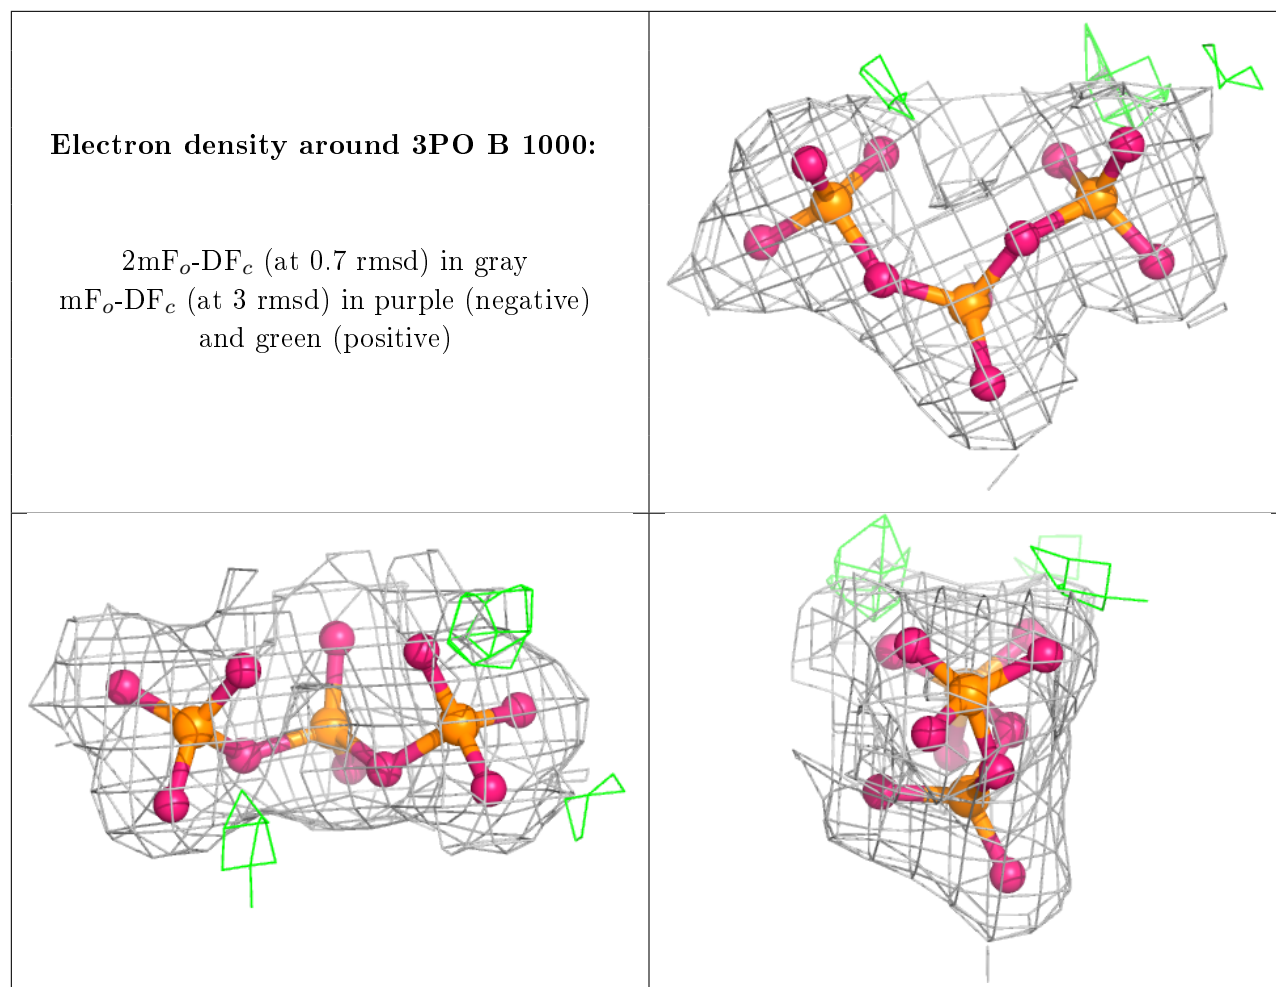 Electron density around 3PO B 1000:
2mFo-DFc (at 0.7 rmsd) in gray
mFo-DFc (at 3 rmsd) in purple (negative)
and green (positive)